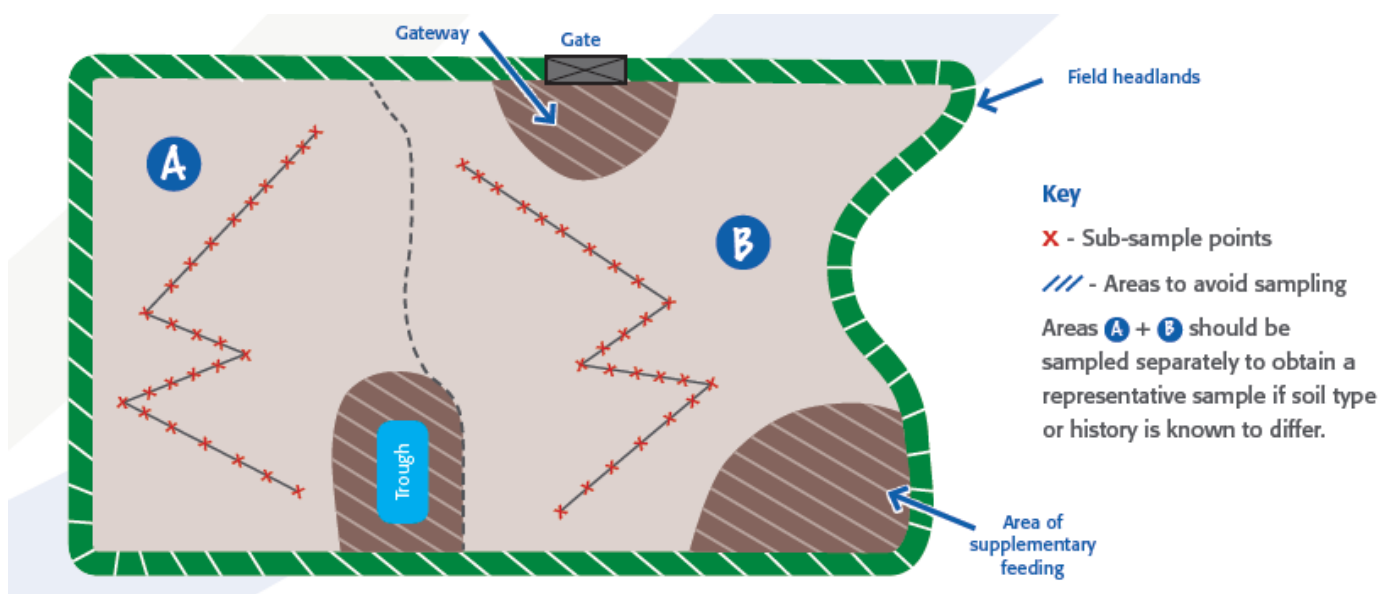 Gateway
Gate
Field headlands
A
B
Key
X - Sub-sample points
/// - Areas to avoid sampling
Areas A + B should be
sampled separately to obtain a
representative sample if soil type
or history is known to differ.
Trough
Area of
supplementary
feeding